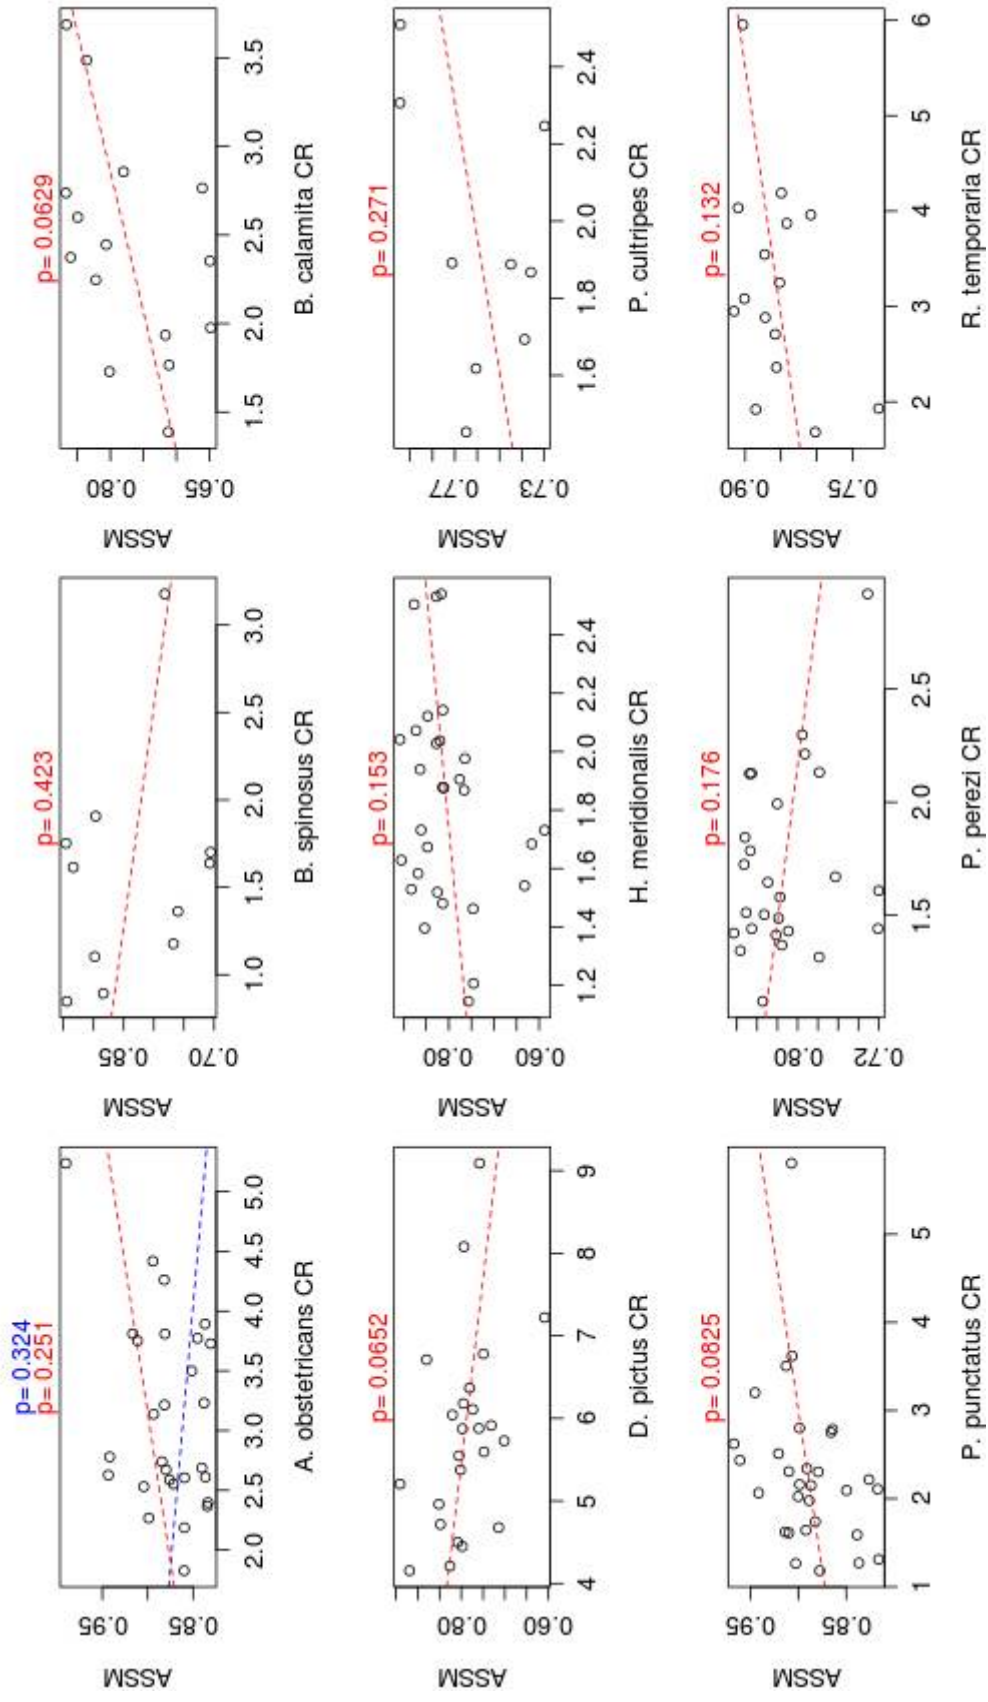 p= 0.324
p= 0.251
ASSM
0.95
0.85
2.0 2.5 3.0 3.5 4.0 4.5 5.0
A. obstetricans CR
p= 0.423
ASSM
0.85
0.70
1.0 1.5 2.0 2.5 3.0
B. spinosus CR
p= 0.0629
ASSM
0.80
0.65
1.5 2.0 2.5 3.0 3.5
B. calamita CR
p= 0.0652
ASSM
0.80
0.60
4 5 6 7 8 9
D. pictus CR
p= 0.153
ASSM
0.80
0.60
1.2 1.4 1.6 1.8 2.0 2.2 2.4
H. meridionalis CR
p= 0.271
ASSM
0.77
0.73
1.6 1.8 2.0 2.2 2.4
P. cultripes CR
p= 0.0825
ASSM
0.95
0.85
1 2 3 4 5
P. punctatus CR
p= 0.176
ASSM
0.80
0.72
1.5 2.0 2.5
P. perezi CR
p= 0.132
ASSM
0.90
0.75
2 3 4 5 6
R. temporaria CR